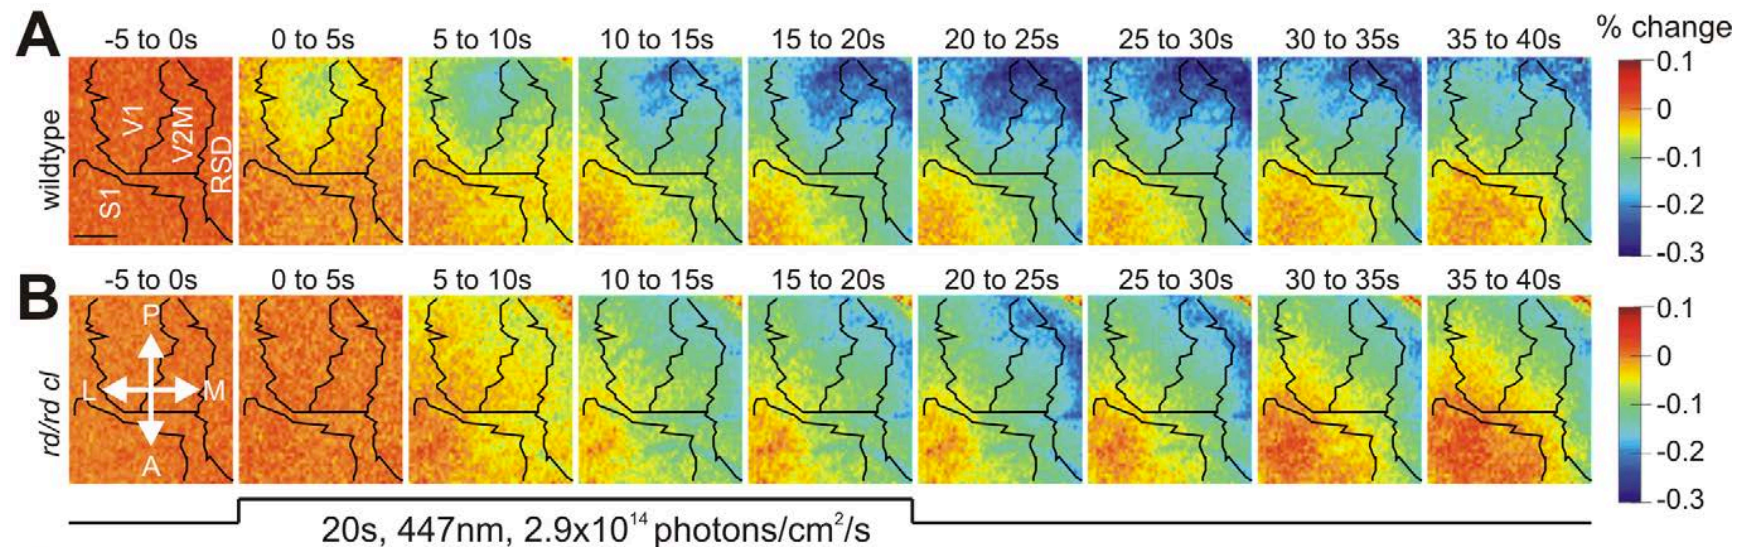 A
-5 to 0s 0 to 5s 5 to 10s 10 to 15s 15 to 20s 20 to 25s 25 to 30s 30 to 35s 35 to 40s
% change
wildtype
V1
V2M
RSD
S1
0.1
0
-0.1
-0.2
-0.3
B
-5 to 0s 0 to 5s 5 to 10s 10 to 15s 15 to 20s 20 to 25s 25 to 30s 30 to 35s 35 to 40s
rd/rd cl
P
L M
A
0.1
0
-0.1
-0.2
-0.3
20s, 447nm, 2.9x10¹⁴ photons/cm²/s